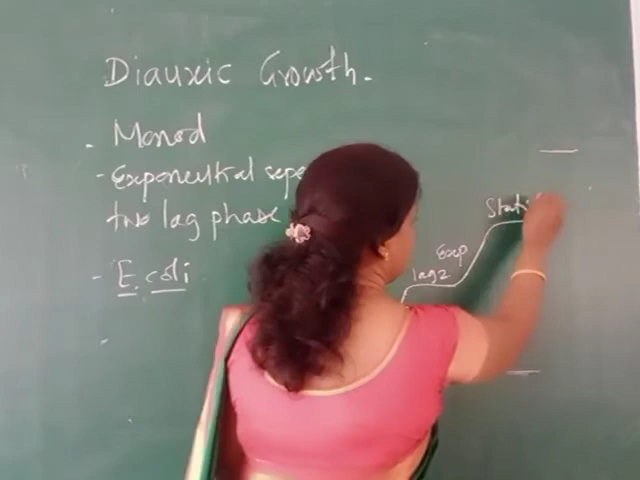 Diauxic Growth.
- Monod
- Exponential sepe
two lag phase
- E. coli
Stati
Exp
lag2